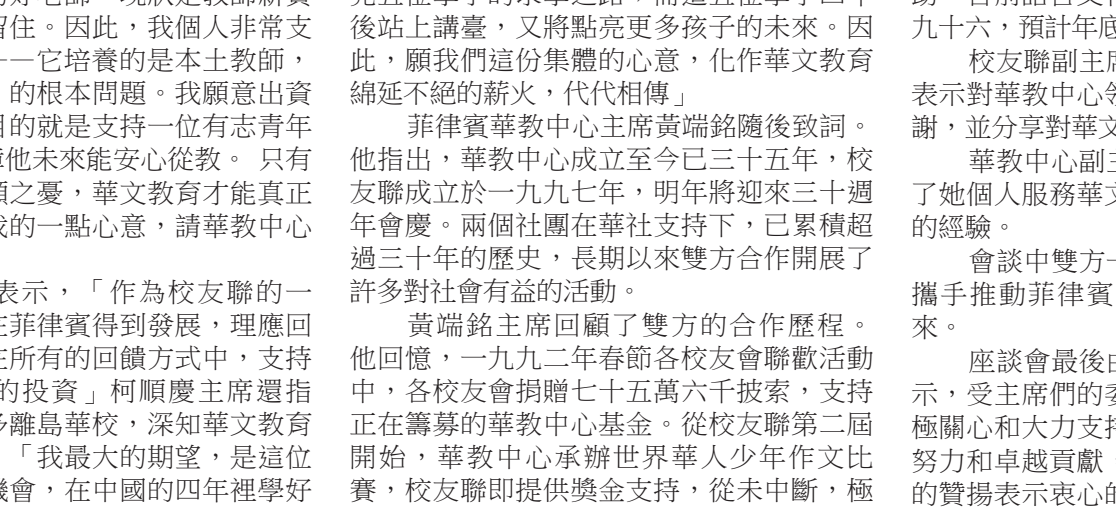 留住。因此，我個人非常支
——它培養的是本土教師，
的根本問題。我願意出資
目的就是支持一位有志青年
他未來能安心從教。 只有
顧之憂，華文教育才能真正
我的一點心意，請華教中心
表示，「作為校友聯的一
在菲律賓得到發展，理應回
在所有的回饋方式中，支持
的投資」柯順慶主席還指
多離島華校，深知華文教育
「我最大的期望，是這位
機會，在中國的四年裡學好
後站上講臺，又將點亮更多孩子的未來。因
此，願我們這份集體的心意，化作華文教育
綿延不絕的薪火，代代相傳」
菲律賓華教中心主席黃端銘隨後致詞。
他指出，華教中心成立至今已三十五年，校
友聯成立於一九九七年，明年將迎來三十週
年會慶。兩個社團在華社支持下，已累積超
過三十年的歷史，長期以來雙方合作開展了
許多對社會有益的活動。
黃端銘主席回顧了雙方的合作歷程。
他回憶，一九九二年春節各校友會聯歡活動
中，各校友會捐贈七十五萬六千披索，支持
正在籌募的華教中心基金。從校友聯第二屆
開始，華教中心承辦世界華人少年作文比
賽，校友聯即提供獎金支持，從未中斷，極
九十六，預計年底
校友聯副主席
表示對華教中心領
謝，並分享對華文
華教中心副主
了她個人服務華文
的經驗。
會談中雙方一
攜手推動菲律賓
來。
座談會最後由
示，受主席們的委
極關心和大力支持
努力和卓越貢獻
的贊揚表示衷心的